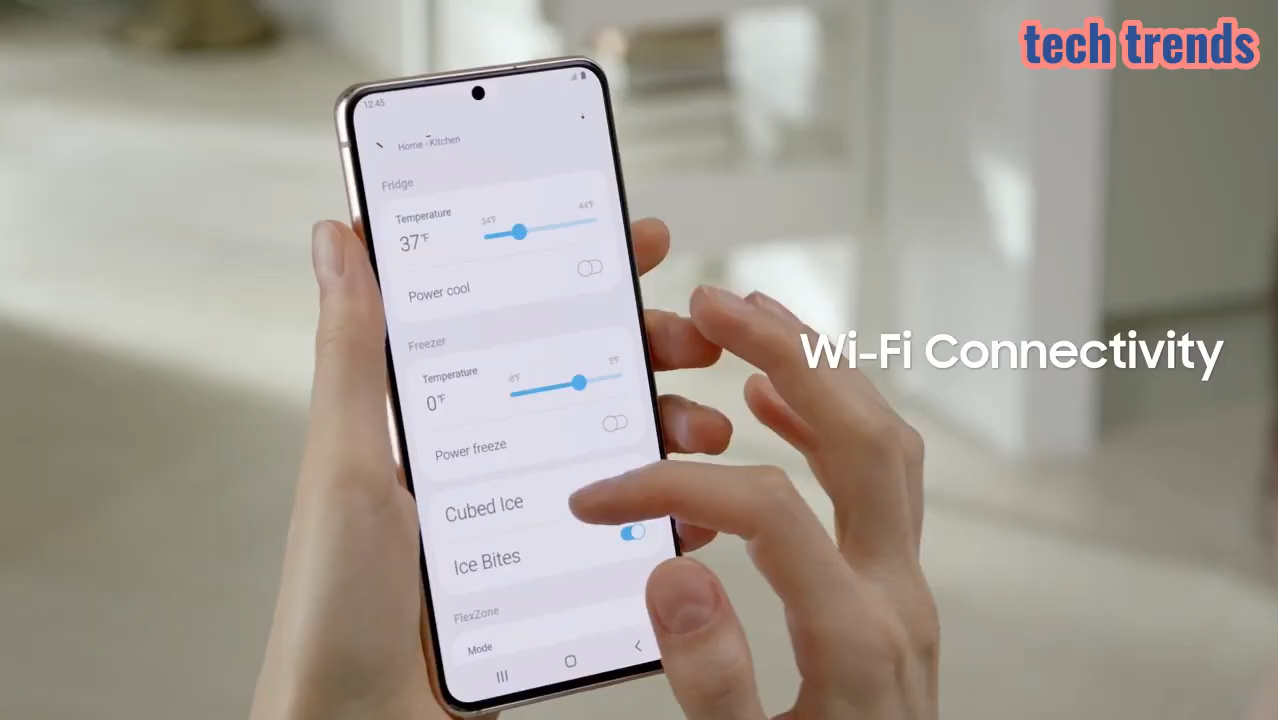 tech trends
12:45
Home - Kitchen
Fridge
Temperature
34°F
44°F
37°F
Power cool
Freezer
Temperature
-8°F
5°F
0°F
Power freeze
Cubed Ice
Ice Bites
FlexZone
Mode
Wi-Fi Connectivity